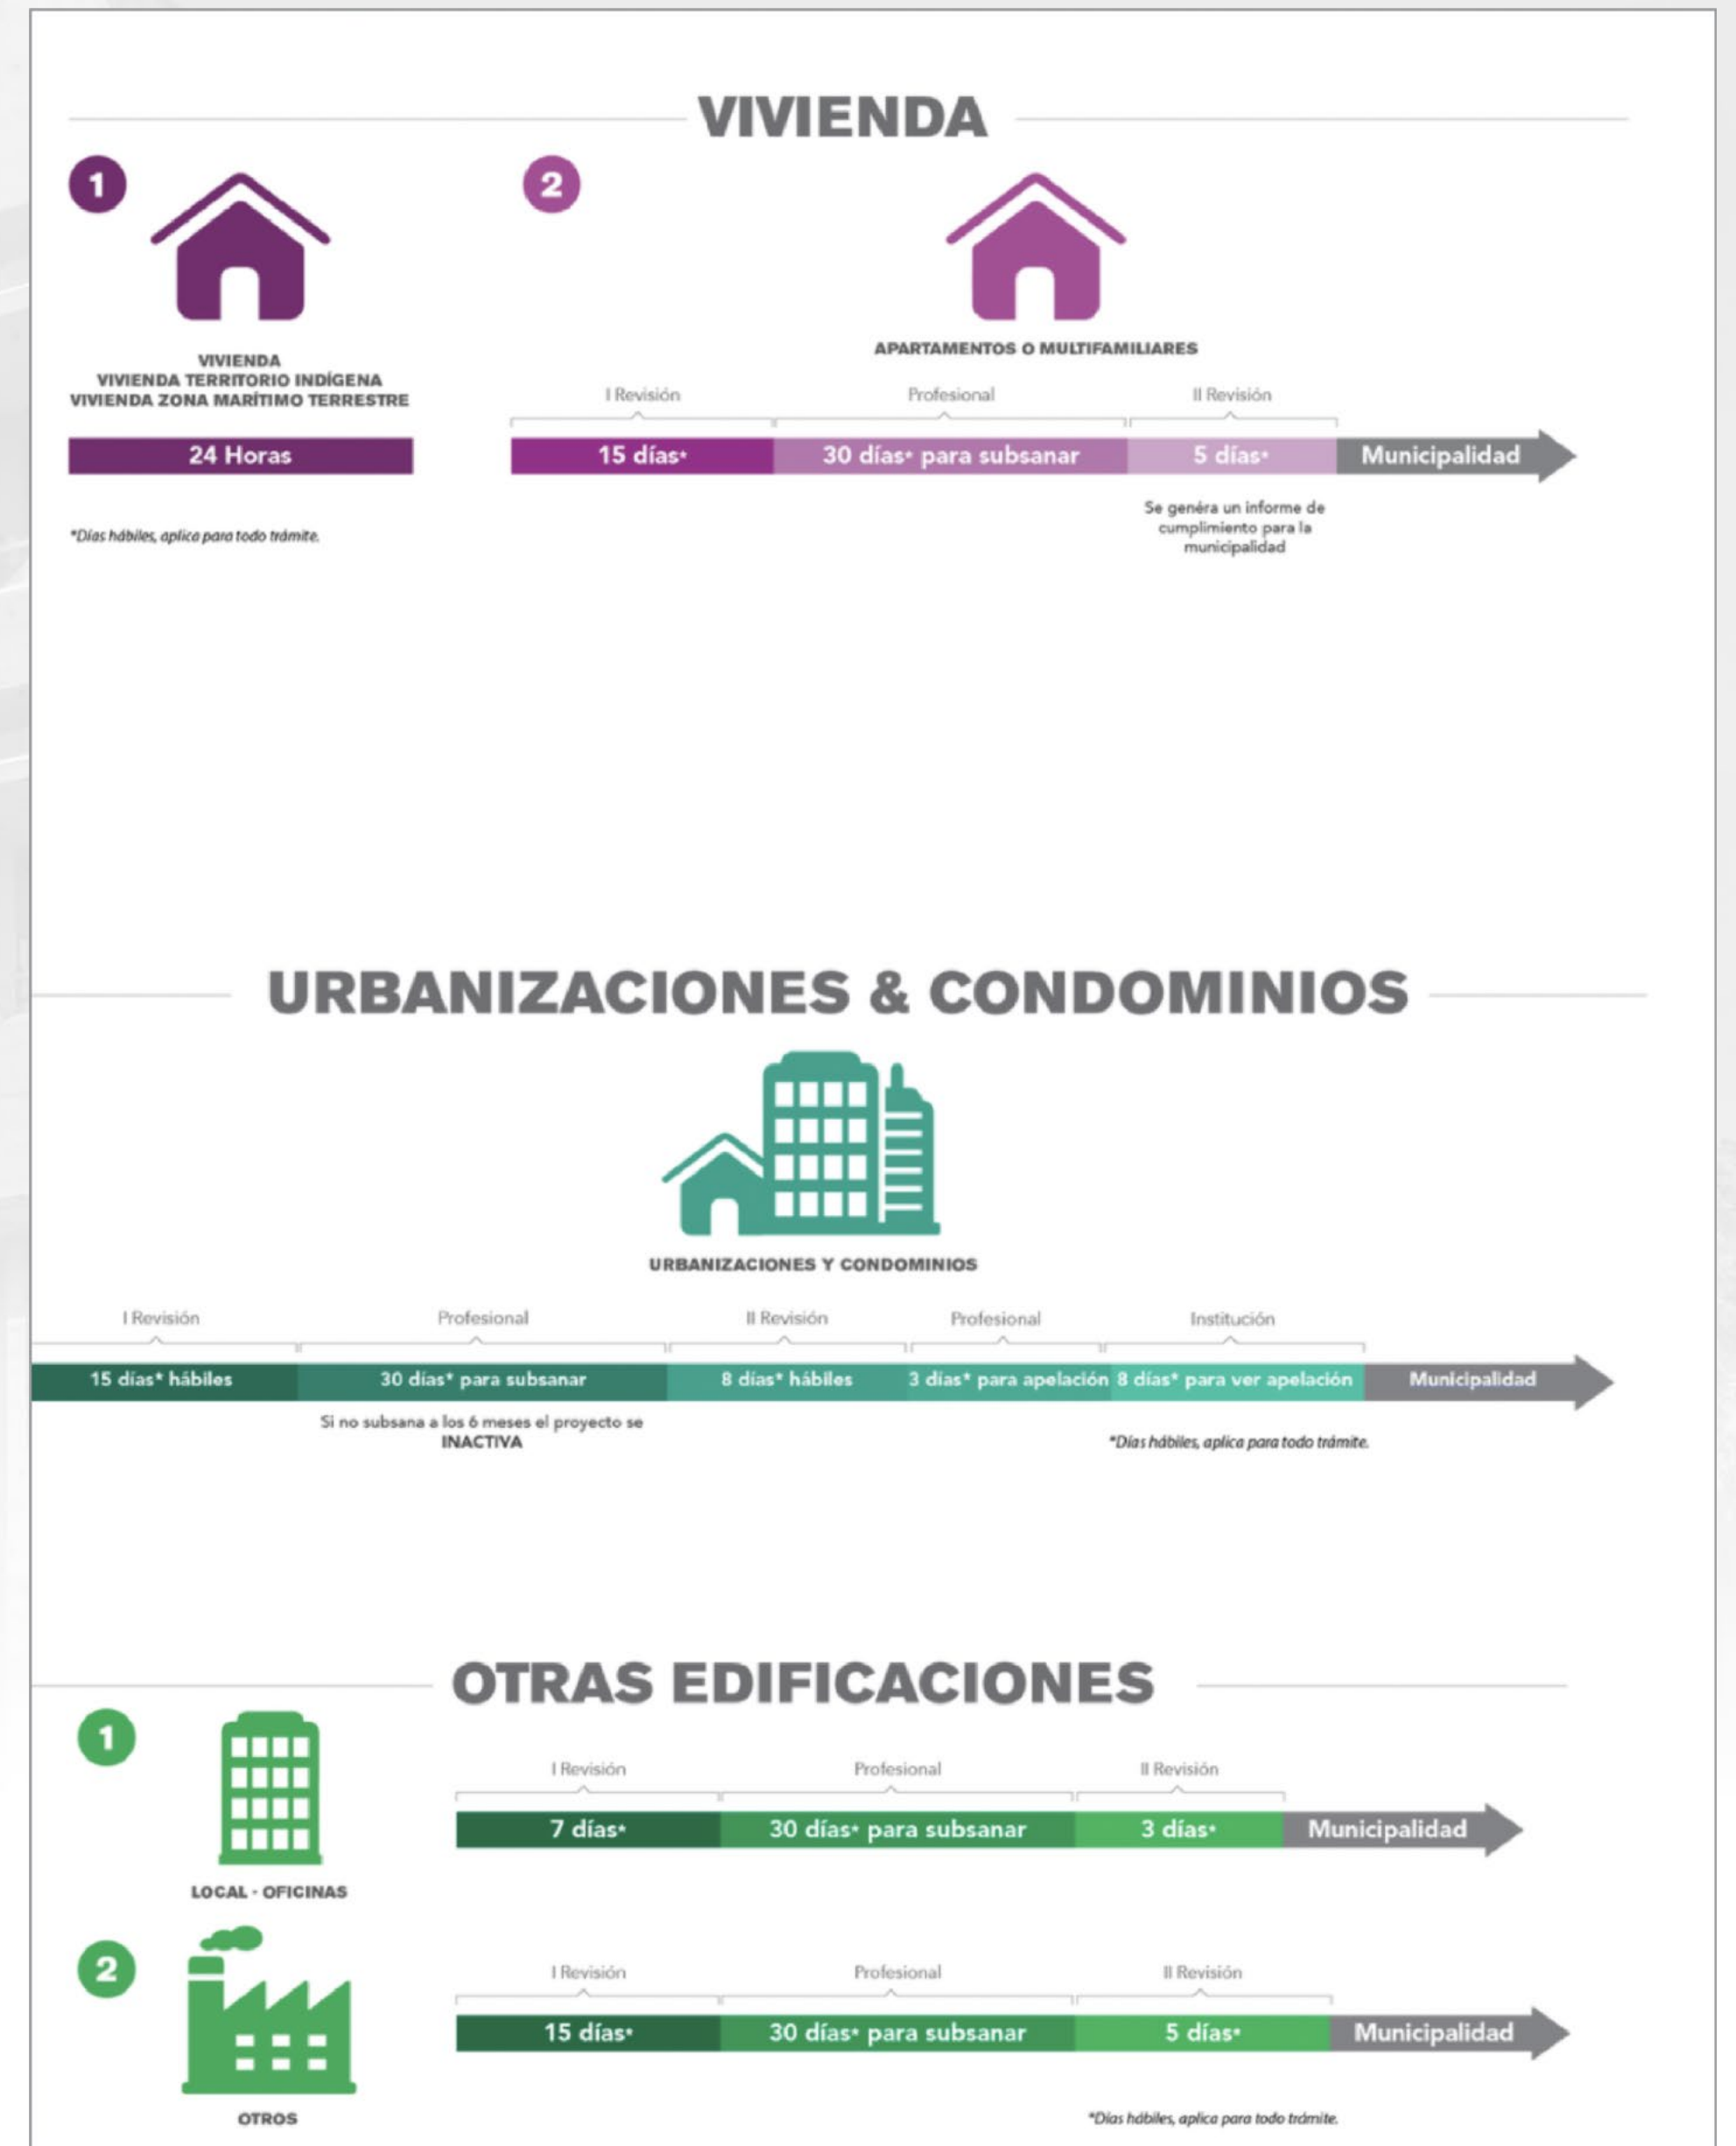 VIVIENDA
1
2
VIVIENDA
VIVIENDA TERRITORIO INDÍGENA
VIVIENDA ZONA MARÍTIMO TERRESTRE
24 Horas
*Días hábiles, aplica para todo trámite.
APARTAMENTOS O MULTIFAMILIARES
I Revisión Profesional II Revisión
15 días* 30 días* para subsanar 5 días* Municipalidad
Se genéra un informe de
cumplimiento para la
municipalidad
URBANIZACIONES & CONDOMINIOS
URBANIZACIONES Y CONDOMINIOS
I Revisión Profesional II Revisión Profesional Institución
15 días* hábiles 30 días* para subsanar 8 días* hábiles 3 días* para apelación 8 días* para ver apelación Municipalidad
Si no subsana a los 6 meses el proyecto se
INACTIVA
*Días hábiles, aplica para todo trámite.
OTRAS EDIFICACIONES
1
I Revisión Profesional II Revisión
7 días* 30 días* para subsanar 3 días* Municipalidad
LOCAL - OFICINAS
2
I Revisión Profesional II Revisión
15 días* 30 días* para subsanar 5 días* Municipalidad
OTROS
*Días hábiles, aplica para todo trámite.